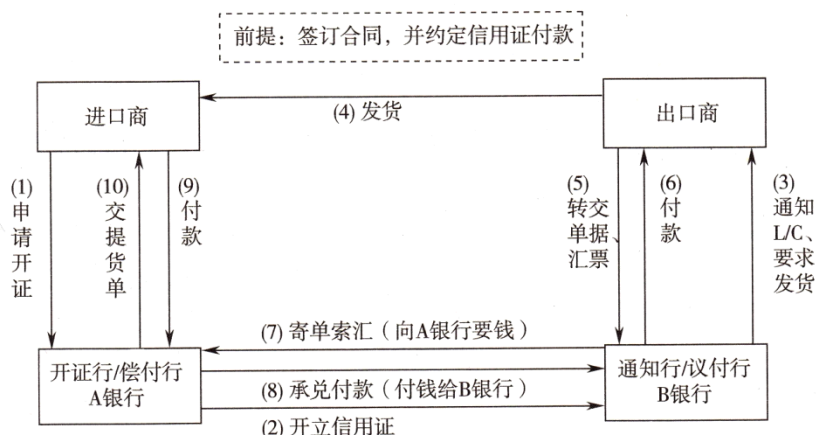 前提：签订合同，并约定信用证付款
进口商
(4) 发货
出口商
(1)
申
请
开
证
(10)
交
提
货
单
(9)
付
款
(5)
转交
单据、
汇票
(6)
付
款
(3)
通知
L/C、
要求
发货
(7) 寄单索汇（向A银行要钱）
开证行/偿付行
A银行
通知行/议付行
B银行
(8) 承兑付款（付钱给B银行）
(2) 开立信用证